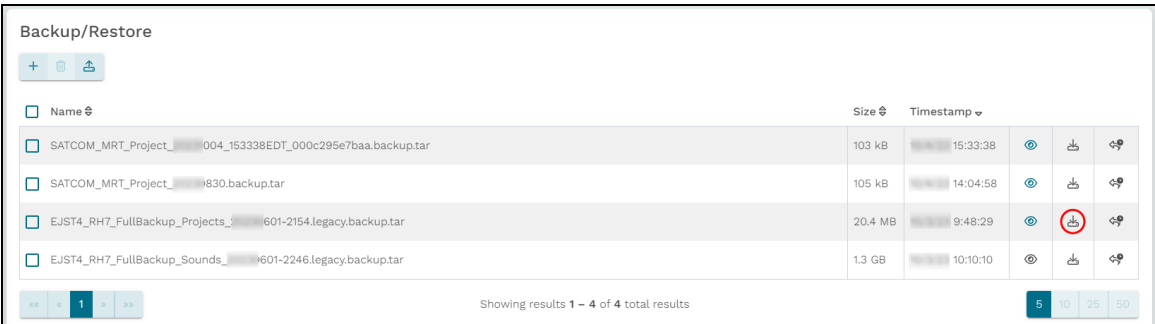 Backup/Restore
Name Size Timestamp
SATCOM_MRT_Project_ 004_153338EDT_000c295e7baa.backup.tar 103 kB 15:33:38
SATCOM_MRT_Project_ 830.backup.tar 105 kB 14:04:58
EJST4_RH7_FullBackup_Projects_ 601-2154.legacy.backup.tar 20.4 MB 9:48:29
EJST4_RH7_FullBackup_Sounds_ 601-2246.legacy.backup.tar 1.3 GB 10:10:10
«« « 1 » »» Showing results 1 – 4 of 4 total results 5 10 25 50